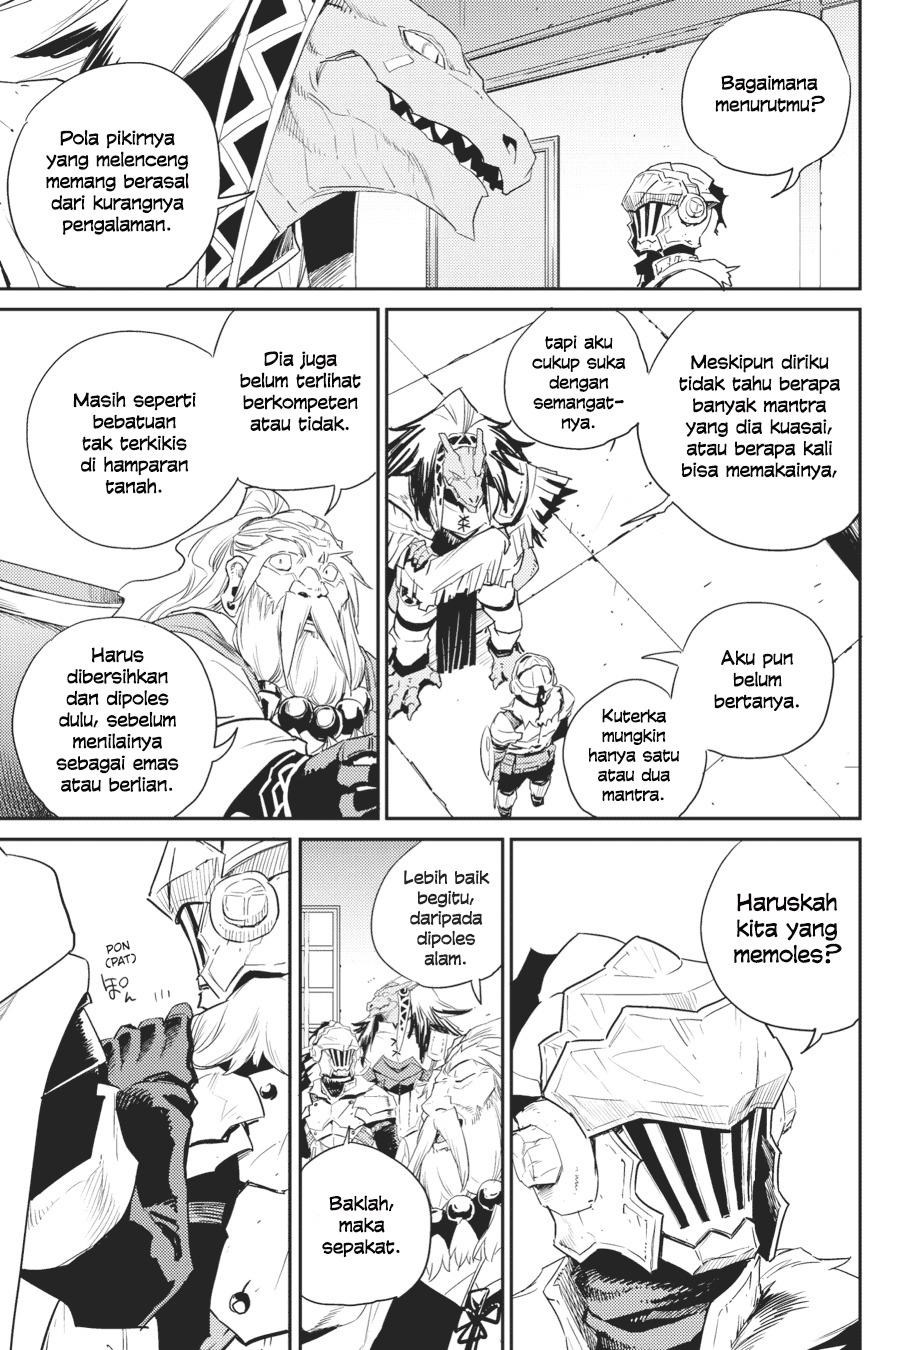 Bagaimana
menurutmu?
Pola pikirnya
yang melenceng
memang berasal
dari kurangnya
pengalaman.
Meskipun diriku
tidak tahu berapa
banyak mantra
yang dia kuasai,
atau berapa kali
bisa memakainya,
tapi aku
cukup suka
dengan
semangat-
nya.
Aku pun
belum
bertanya.
Kuterka
mungkin
hanya satu
atau dua
mantra.
Dia juga
belum terlihat
berkompeten
atau tidak.
Masih seperti
bebatuan
tak terkikis
di hamparan
tanah.
Harus
dibersihkan
dan dipoles
dulu, sebelum
menilainya
sebagai emas
atau berlian.
Haruskah
kita yang
memoles?
Lebih baik
begitu,
daripada
dipoles
alam.
Baklah,
maka
sepakat.
PON
(PAT)
ぽん